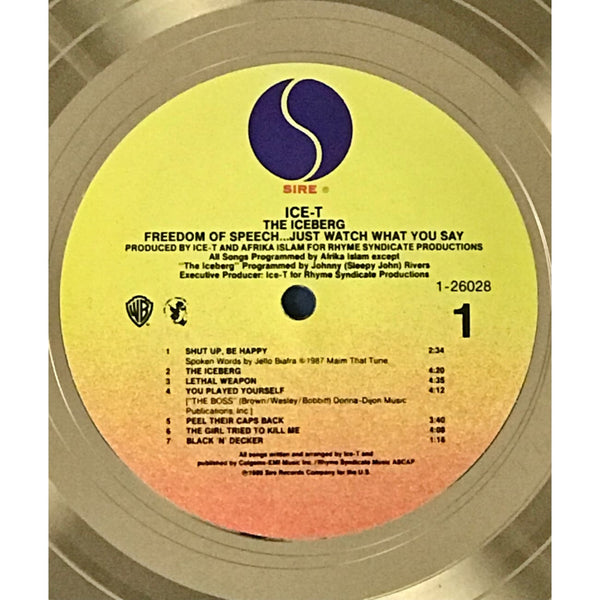 SIRE ®
ICE-T
THE ICEBERG
FREEDOM OF SPEECH...JUST WATCH WHAT YOU SAY
PRODUCED BY ICE-T AND AFRIKA ISLAM FOR RHYME SYNDICATE PRODUCTIONS
All Songs Programmed by Afrika Islam except
"The Iceberg" Programmed by Johnny (Sleepy John) Rivers
Executive Producer: Ice-T for Rhyme Syndicate Productions
1-26028
WB
1
1 SHUT UP, BE HAPPY 2:34
Spoken Words by Jello Biafra ©1987 Maim That Tune.
2 THE ICEBERG 4:20
3 LETHAL WEAPON 4:35
4 YOU PLAYED YOURSELF 4:12
["THE BOSS" (Brown/Wesley/Bobbitt) Donna-Dijon Music
Publications, Inc.]
5 PEEL THEIR CAPS BACK 3:40
6 THE GIRL TRIED TO KILL ME 4:08
7 BLACK 'N' DECKER 1:16
All songs written and arranged by Ice-T and
published by Colgems-EMI Music Inc./Rhyme Syndicate Music ASCAP
℗1989 Sire Records Company for the U.S.